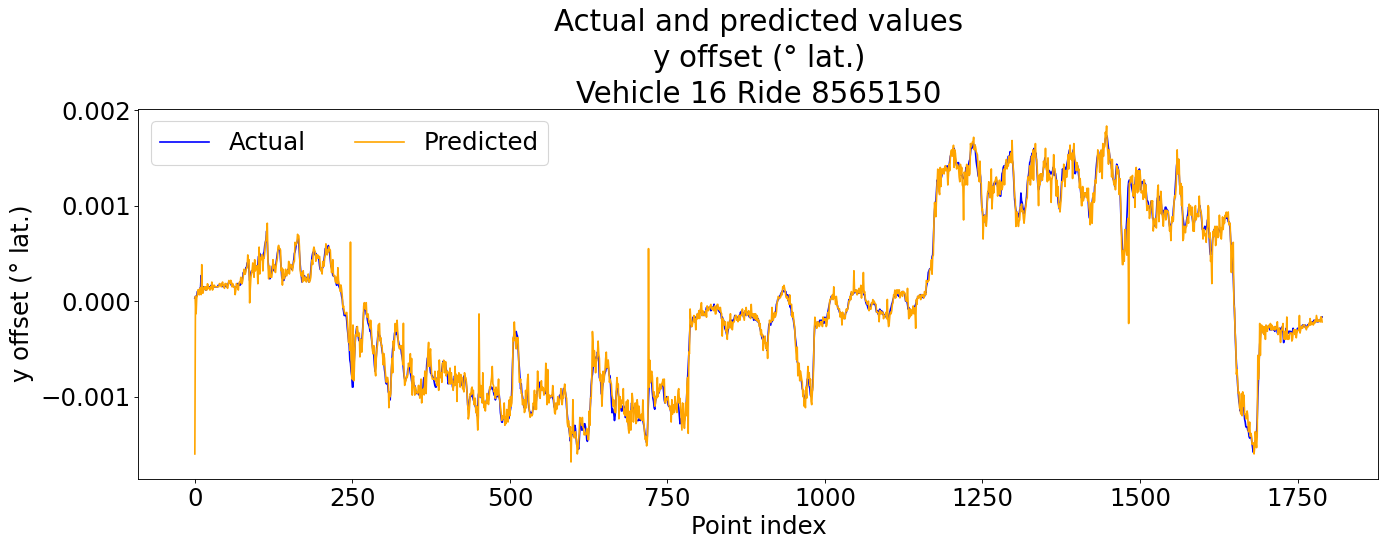 Actual and predicted values
y offset (° lat.)
Vehicle 16 Ride 8565150
Actual
Predicted
y offset (° lat.)
0.002
0.001
0.000
−0.001
0
250
500
750
1000
1250
1500
1750
Point index